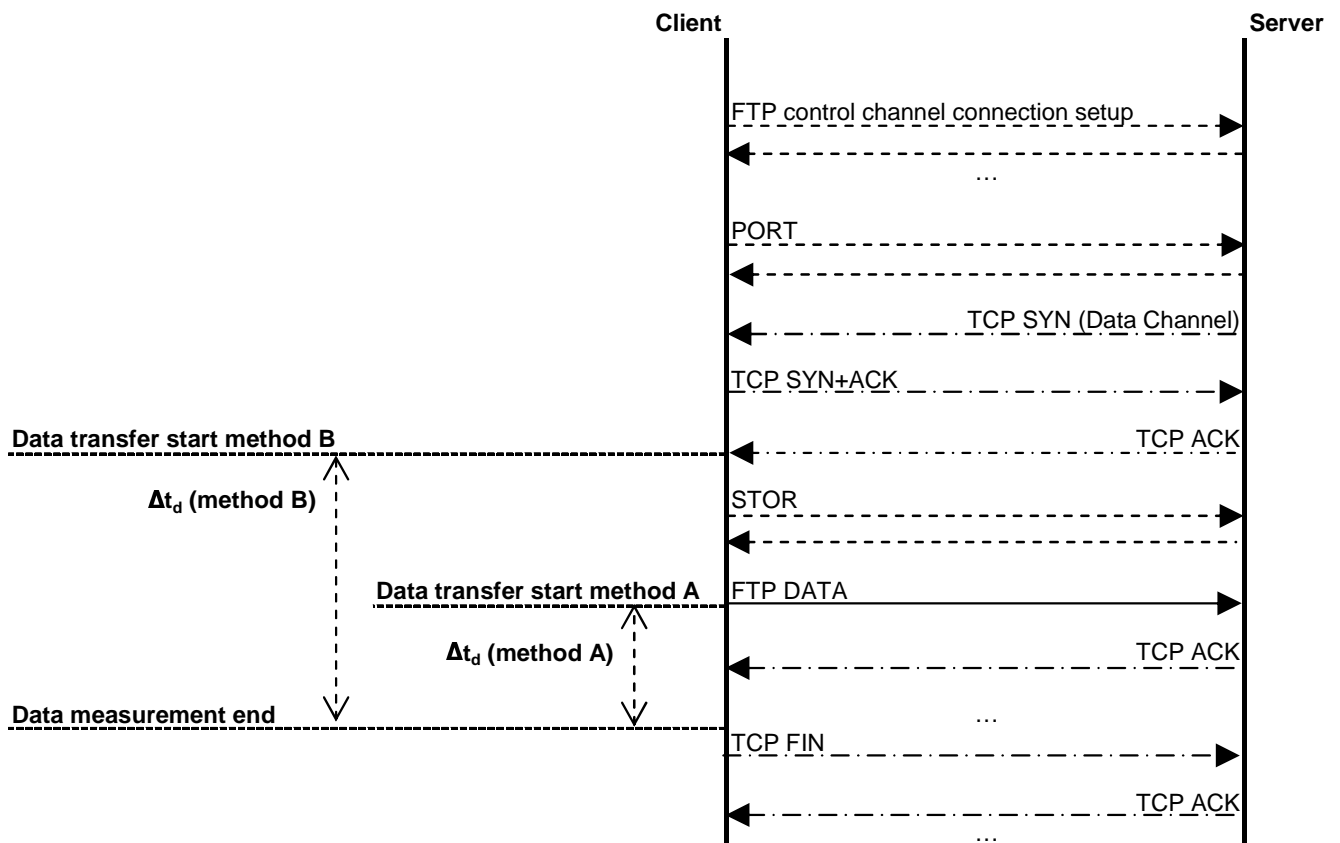 Client
Server
FTP control channel connection setup
…
PORT
TCP SYN (Data Channel)
TCP SYN+ACK
Data transfer start method B
TCP ACK
Δtd (method B)
STOR
Data transfer start method A
FTP DATA
Δtd (method A)
TCP ACK
Data measurement end
…
TCP FIN
TCP ACK
…